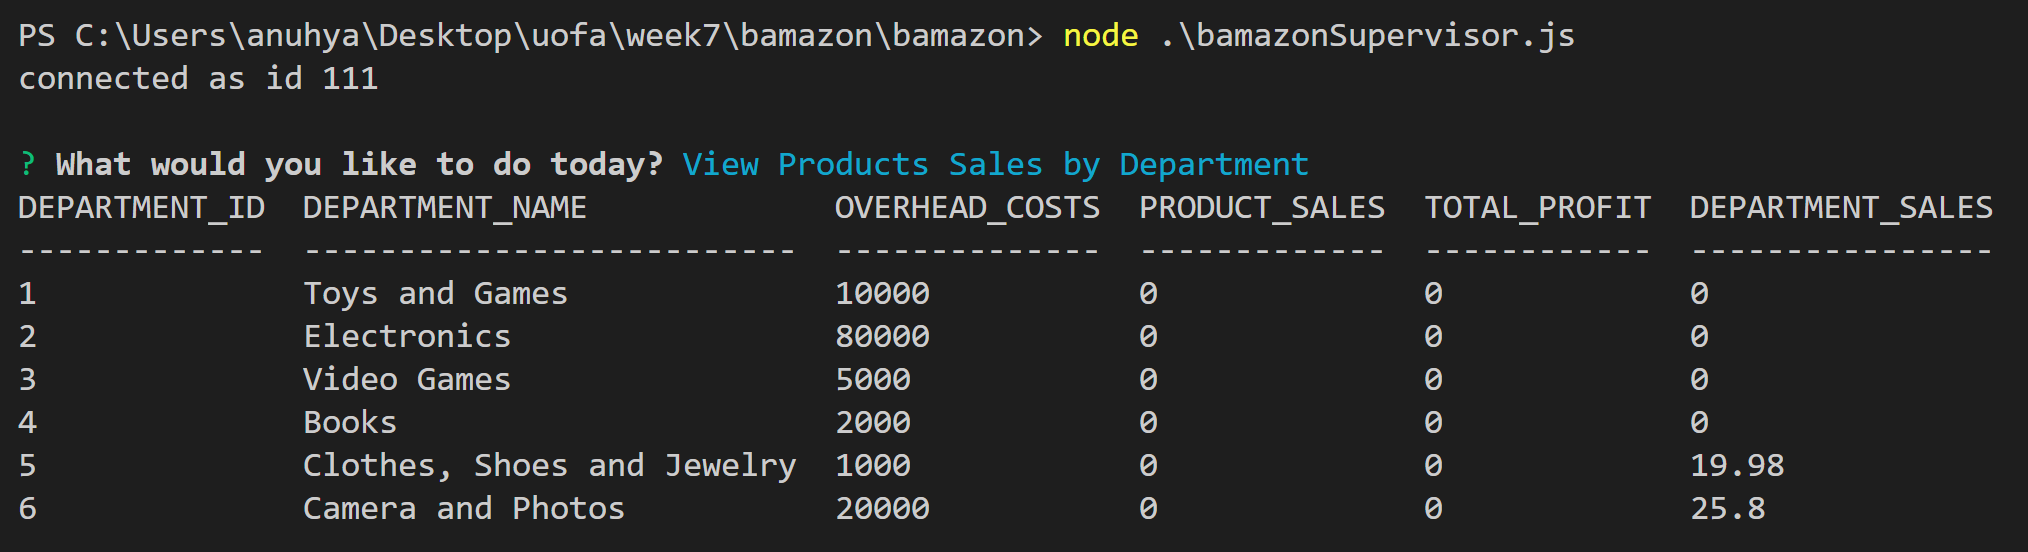 PS C:\Users\anuhya\Desktop\uofa\week7\bamazon\bamazon> node .\bamazonSupervisor.js
connected as id 111
? What would you like to do today? View Products Sales by Department
DEPARTMENT_ID  DEPARTMENT_NAME             OVERHEAD_COSTS  PRODUCT_SALES  TOTAL_PROFIT  DEPARTMENT_SALES
-------------  --------------------------  --------------  -------------  ------------  ----------------
1              Toys and Games              10000           0              0             0
2              Electronics                 80000           0              0             0
3              Video Games                 5000            0              0             0
4              Books                       2000            0              0             0
5              Clothes, Shoes and Jewelry  1000            0              0             19.98
6              Camera and Photos           20000           0              0             25.8